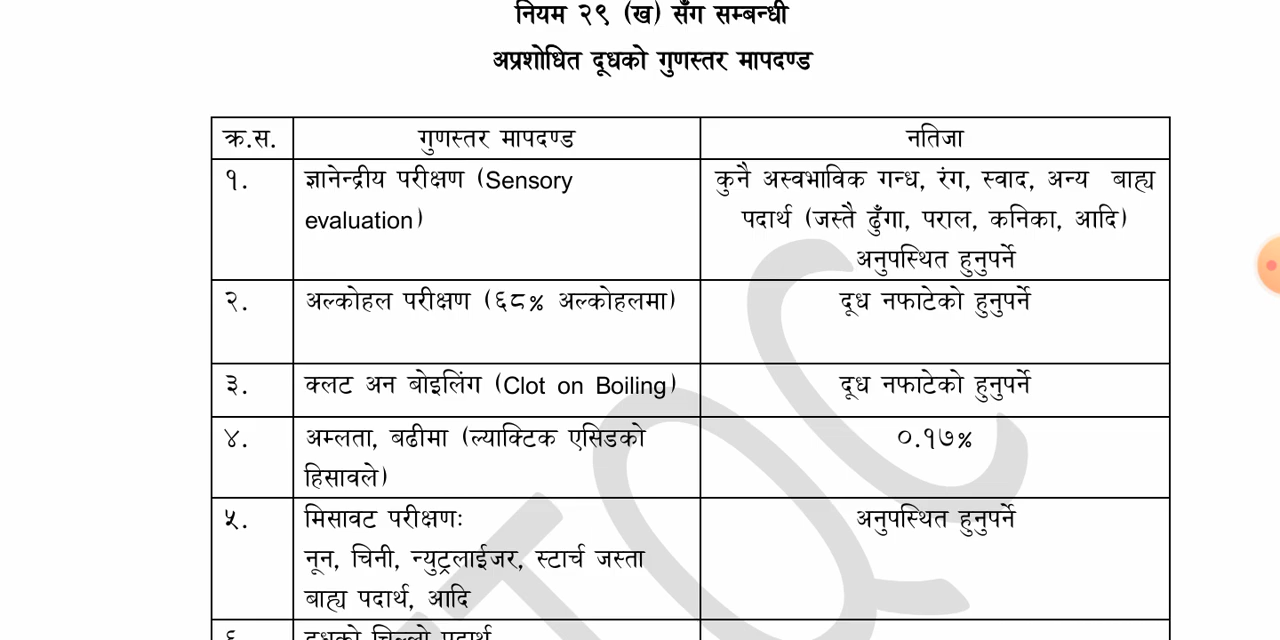 नियम २९ (ख) सँग सम्बन्धी
अप्रशोधित दूधको गुणस्तर मापदण्ड
क्र.स. गुणस्तर मापदण्ड नतिजा
१. ज्ञानेन्द्रीय परीक्षण (Sensory evaluation) कुनै अस्वभाविक गन्ध, रंग, स्वाद, अन्य बाह्य
पदार्थ (जस्तै ढुँगा, पराल, कनिका, आदि)
अनुपस्थित हुनुपर्ने
२. अल्कोहल परीक्षण (६८% अल्कोहलमा) दूध नफाटेको हुनुपर्ने
३. क्लट अन बोइलिंग (Clot on Boiling) दूध नफाटेको हुनुपर्ने
४. अम्लता, बढीमा (ल्याक्टिक एसिडको
हिसावले) ०.१७%
५. मिसावट परीक्षणः अनुपस्थित हुनुपर्ने
नून, चिनी, न्युट्रलाईजर, स्टार्च जस्ता
बाह्य पदार्थ, आदि
६. दूधको चिल्लो पदार्थ